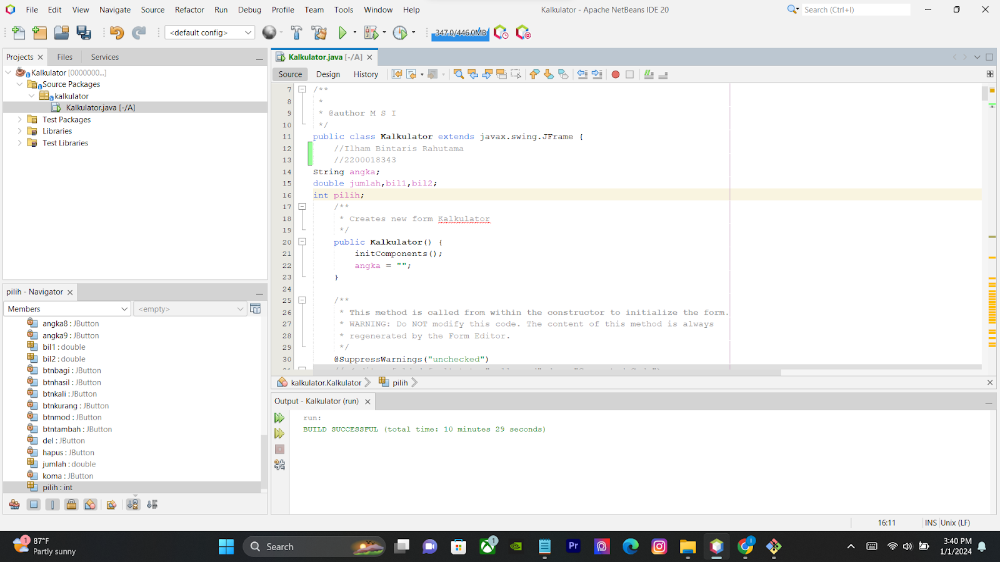 File Edit View Navigate Source Refactor Run Debug Profile Team Tools Window Help
Kalkulator - Apache NetBeans IDE 20
Search (Ctrl+I)
<default config>
347.0/446.0MB
Projects Files Services
Kalkulator [0000000...]
Source Packages
kalkulator
Kalkulator.java [-/A]
Test Packages
Libraries
Test Libraries
pilih - Navigator
Members <empty>
angka8 : JButton
angka9 : JButton
bil1 : double
bil2 : double
btnbagi : JButton
btnhasil : JButton
btnkali : JButton
btnkurang : JButton
btnmod : JButton
btntambah : JButton
del : JButton
hapus : JButton
jumlah : double
koma : JButton
pilih : int
Kalkulator.java [-/A]
Source Design History
7 /**
8 *
9 * @author M S I
10 */
11 public class Kalkulator extends javax.swing.JFrame {
12 //Ilham Bintaris Rahutama
13 //2200018343
14 String angka;
15 double jumlah,bil1,bil2;
16 int pilih;
17 /**
18 * Creates new form Kalkulator
19 */
20 public Kalkulator() {
21 initComponents();
22 angka = "";
23 }
24
25 /**
26 * This method is called from within the constructor to initialize the form.
27 * WARNING: Do NOT modify this code. The content of this method is always
28 * regenerated by the Form Editor.
29 */
30 @SuppressWarnings("unchecked")
kalkulator.Kalkulator pilih
Output - Kalkulator (run)
run:
BUILD SUCCESSFUL (total time: 10 minutes 29 seconds)
16:11 INS Unix (LF)
1
87°F
Partly sunny
Search
1
Pr
1
3:40 PM
1/1/2024